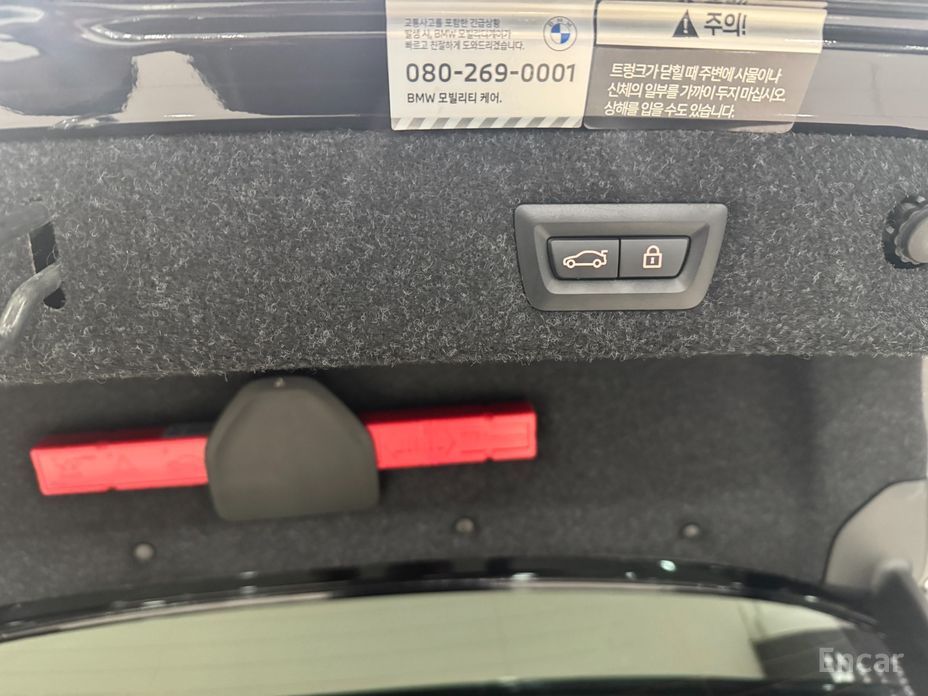 교통사고를 포함한 긴급상황
발생 시, BMW 모빌리티케어가
빠르고 친절하게 도와드리겠습니다.
080-269-0001
BMW 모빌리티 케어.
BMW
주의!
트렁크가 닫힐 때 주변에 사물이나
신체의 일부를 가까이 두지 마십시오.
상해를 입을 수도 있습니다.
Encar